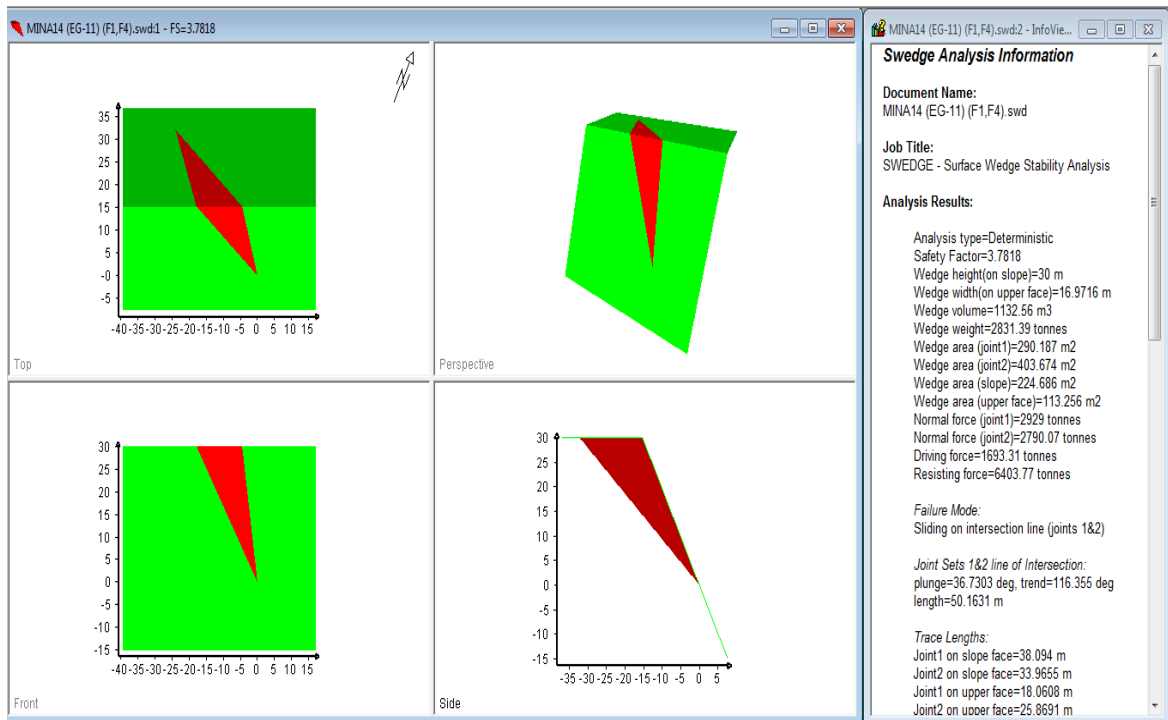 MINA14 (EG-11) (F1,F4).swd:1 - FS=3.7818
N
35
30
25
20
15
10
5
-0
-5
-40 -35 -30 -25 -20 -15 -10 -5 0 5 10 15
Top
Perspective
30
25
20
15
10
5
0
-5
-10
-15
-40 -35 -30 -25 -20 -15 -10 -5 0 5 10 15
Front
30
25
20
15
10
5
0
-5
-10
-15
-35 -30 -25 -20 -15 -10 -5 0 5
Side
MINA14 (EG-11) (F1,F4).swd:2 - InfoVie...
Swedge Analysis Information
Document Name:
MINA14 (EG-11) (F1,F4).swd
Job Title:
SWEDGE - Surface Wedge Stability Analysis
Analysis Results:
Analysis type=Deterministic
Safety Factor=3.7818
Wedge height(on slope)=30 m
Wedge width(on upper face)=16.9716 m
Wedge volume=1132.56 m3
Wedge weight=2831.39 tonnes
Wedge area (joint1)=290.187 m2
Wedge area (joint2)=403.674 m2
Wedge area (slope)=224.686 m2
Wedge area (upper face)=113.256 m2
Normal force (joint1)=2929 tonnes
Normal force (joint2)=2790.07 tonnes
Driving force=1693.31 tonnes
Resisting force=6403.77 tonnes
Failure Mode:
Sliding on intersection line (joints 1&2)
Joint Sets 1&2 line of Intersection:
plunge=36.7303 deg, trend=116.355 deg
length=50.1631 m
Trace Lengths:
Joint1 on slope face=38.094 m
Joint2 on slope face=33.9655 m
Joint1 on upper face=18.0608 m
Joint2 on upper face=25.8691 m